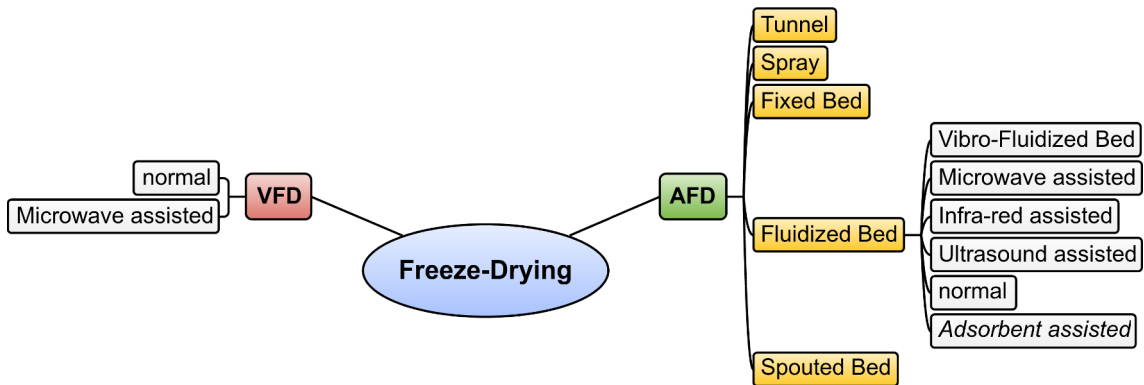 Freeze-Drying
VFD
normal
Microwave assisted
AFD
Tunnel
Spray
Fixed Bed
Fluidized Bed
Vibro-Fluidized Bed
Microwave assisted
Infra-red assisted
Ultrasound assisted
normal
Adsorbent assisted
Spouted Bed